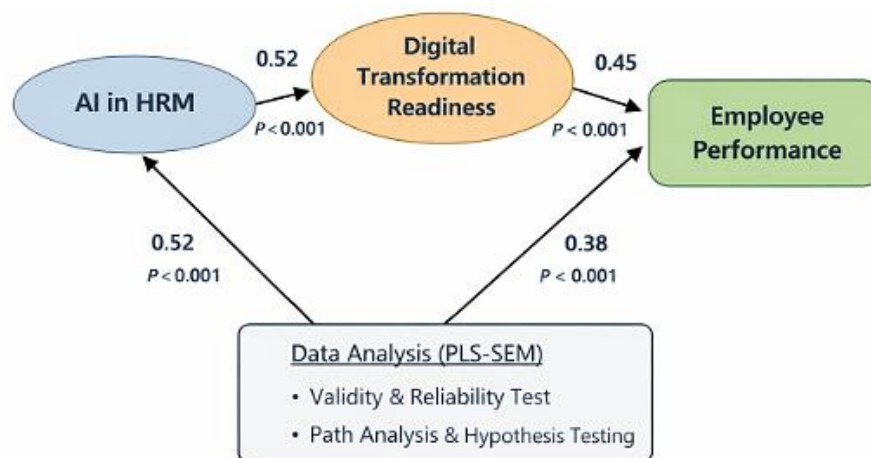 0.52
Digital
Transformation
Readiness
0.45
AI in HRM
P < 0.001
P < 0.001
Employee
Performance
0.52
P < 0.001
0.38
P < 0.001
Data Analysis (PLS-SEM)
• Validity & Reliability Test
• Path Analysis & Hypothesis Testing